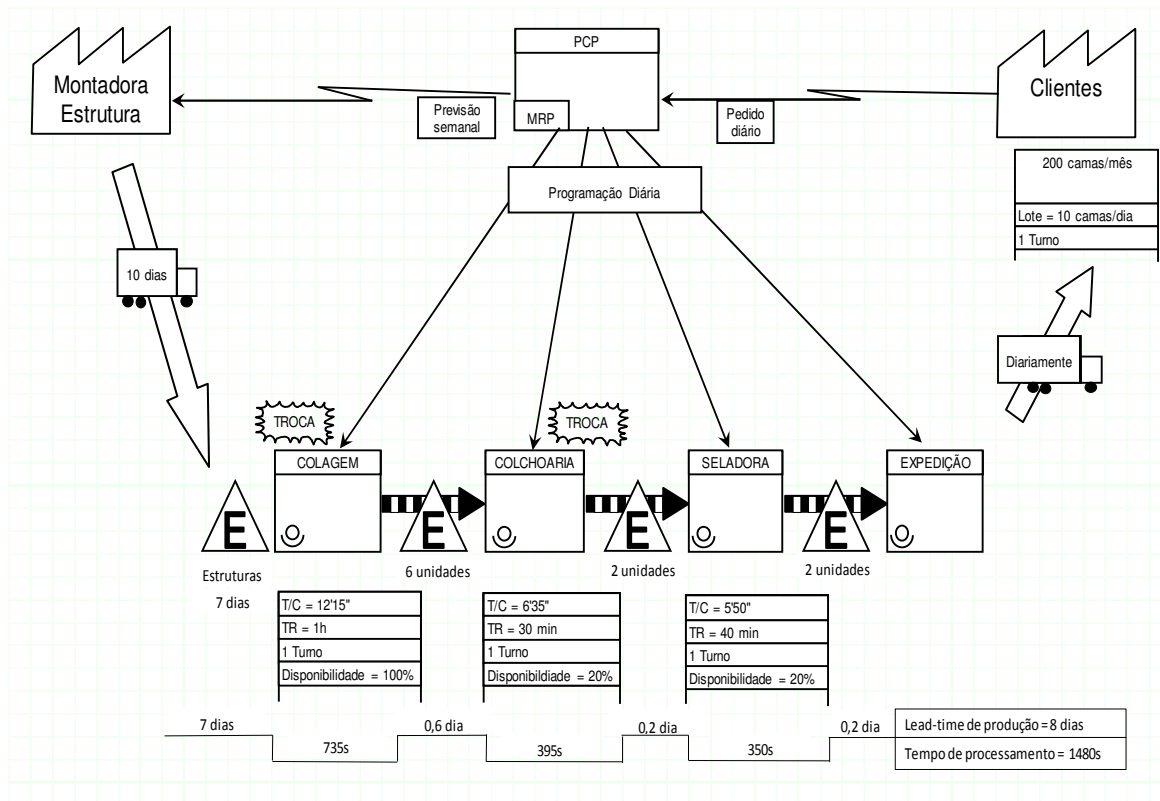 Montadora
Estrutura
PCP
MRP
Previsão
semanal
Pedido
diário
Clientes
200 camas/mês
Lote = 10 camas/dia
1 Turno
Programação Diária
10 dias
Diariamente
TROCA
TROCA
COLAGEM
COLCHOARIA
SELADORA
EXPEDIÇÃO
E
E
E
E
Estruturas
7 dias
6 unidades
2 unidades
2 unidades
T/C = 12'15"
TR = 1h
1 Turno
Disponibilidade = 100%
T/C = 6'35"
TR = 30 min
1 Turno
Disponibildiade = 20%
T/C = 5'50"
TR = 40 min
1 Turno
Disponibilidade = 20%
7 dias
735s
0,6 dia
395s
0,2 dia
350s
0,2 dia
Lead-time de produção = 8 dias
Tempo de processamento = 1480s